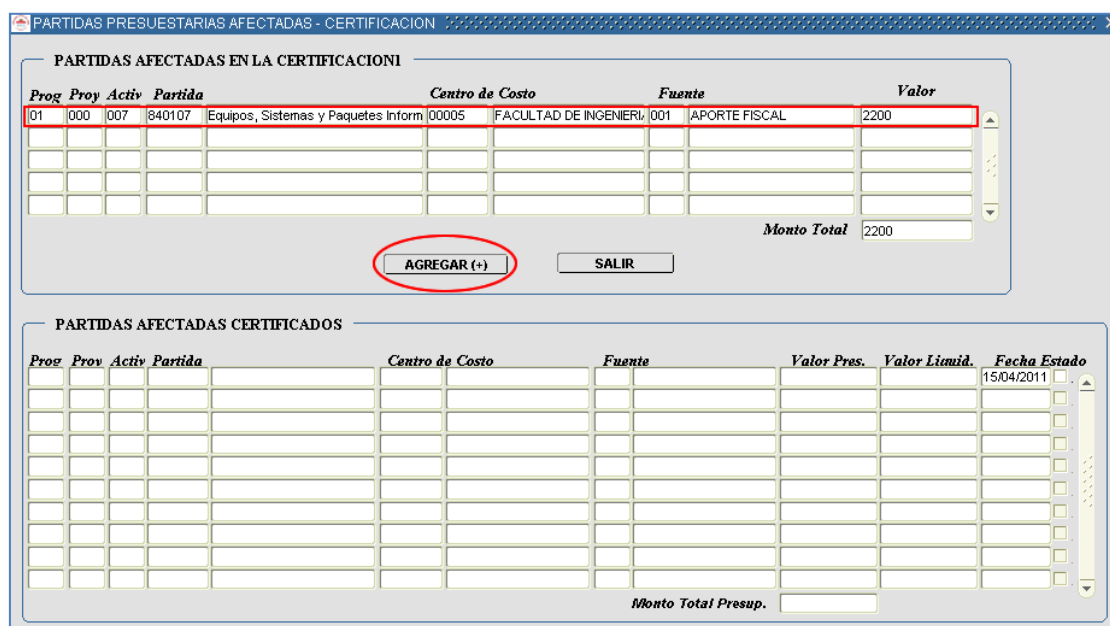 PARTIDAS PRESUESTARIAS AFECTADAS - CERTIFICACION
PARTIDAS AFECTADAS EN LA CERTIFICACION1
Prog Proy Activ Partida Centro de Costo Fuente Valor
01 000 007 840107 Equipos, Sistemas y Paquetes Inform 00005 FACULTAD DE INGENIERI 001 APORTE FISCAL 2200
Monto Total 2200
AGREGAR (+) SALIR
PARTIDAS AFECTADAS CERTIFICADOS
Prog Proy Activ Partida Centro de Costo Fuente Valor Pres. Valor Liquid. Fecha Estado
15/04/2011
Monto Total Presup.